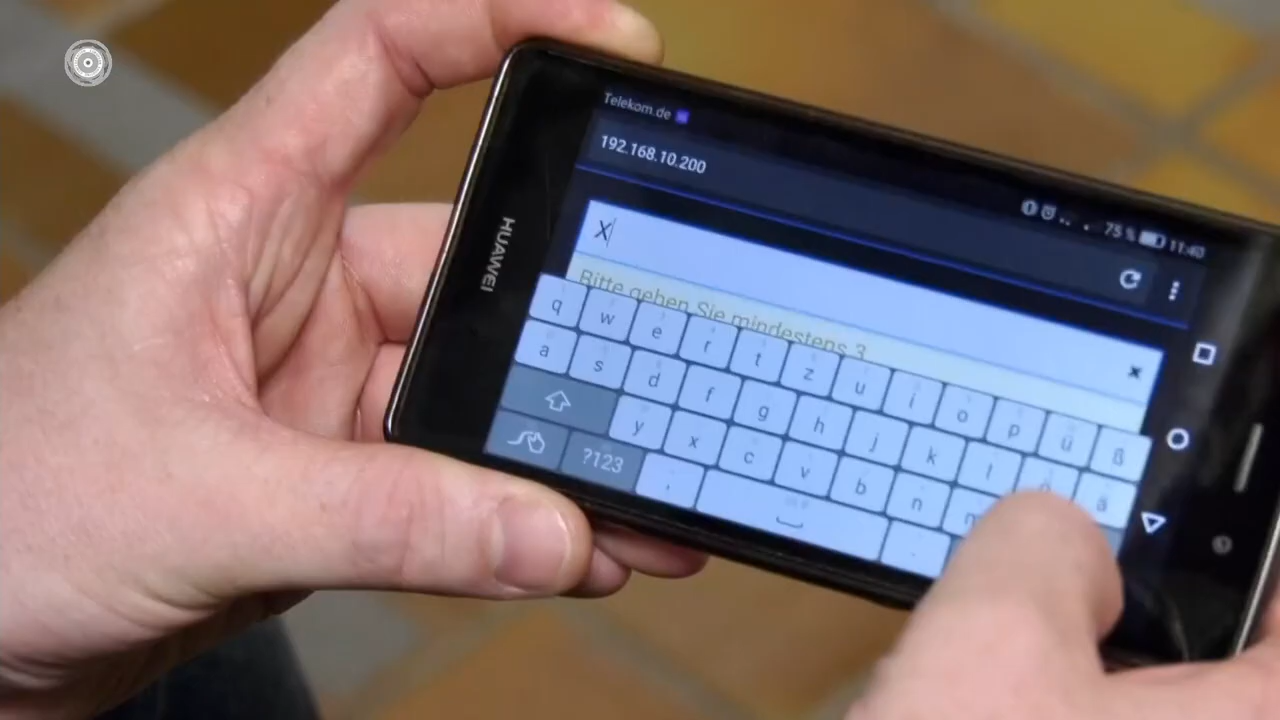 Telekom.de
75 % 11:40
192.168.10.200
X
Bitte geben Sie mindestens 3
HUAWEI
q w e r t z u i o p ü ß
a s d f g h j k l ö ä
y x c v b n m
?123 , .